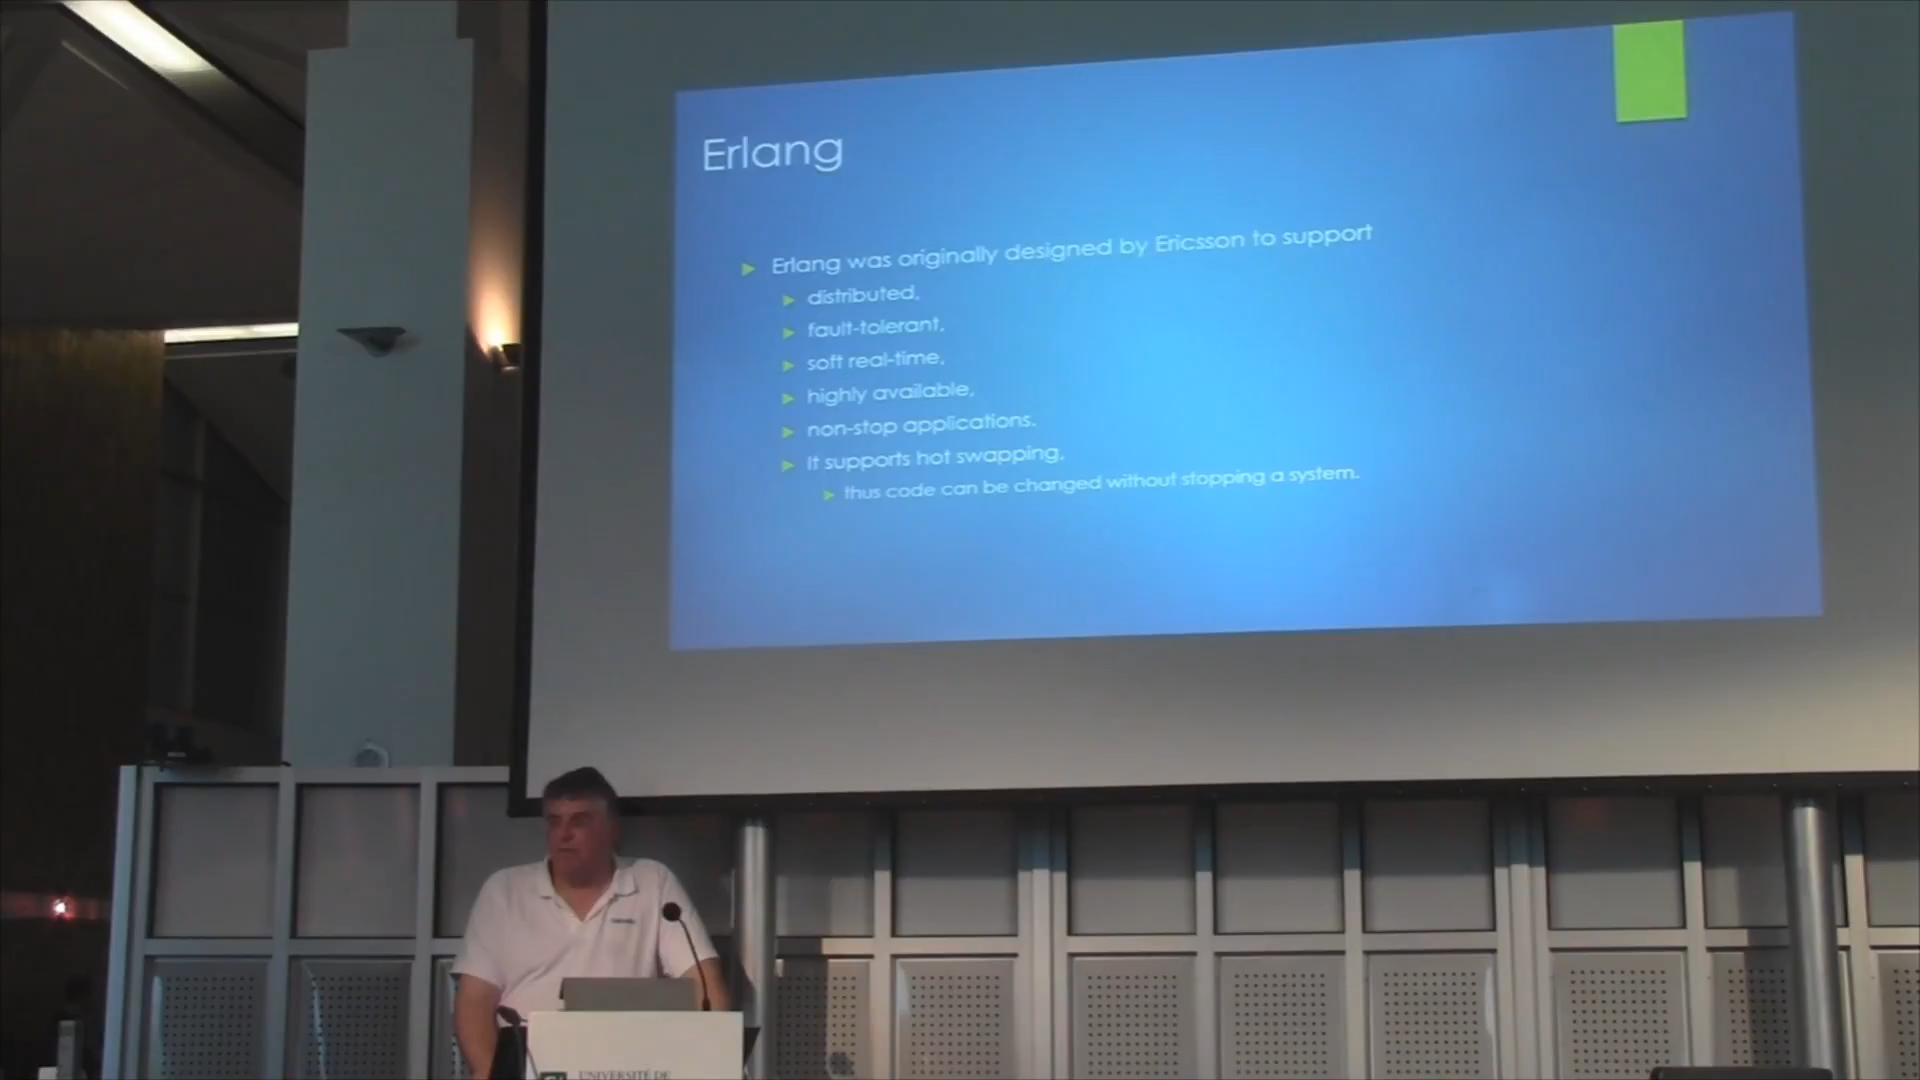 Erlang
Erlang was originally designed by Ericsson to support
distributed,
fault-tolerant,
soft real-time,
highly available,
non-stop applications.
It supports hot swapping,
thus code can be changed without stopping a system.
UNIVERSITÉ DE